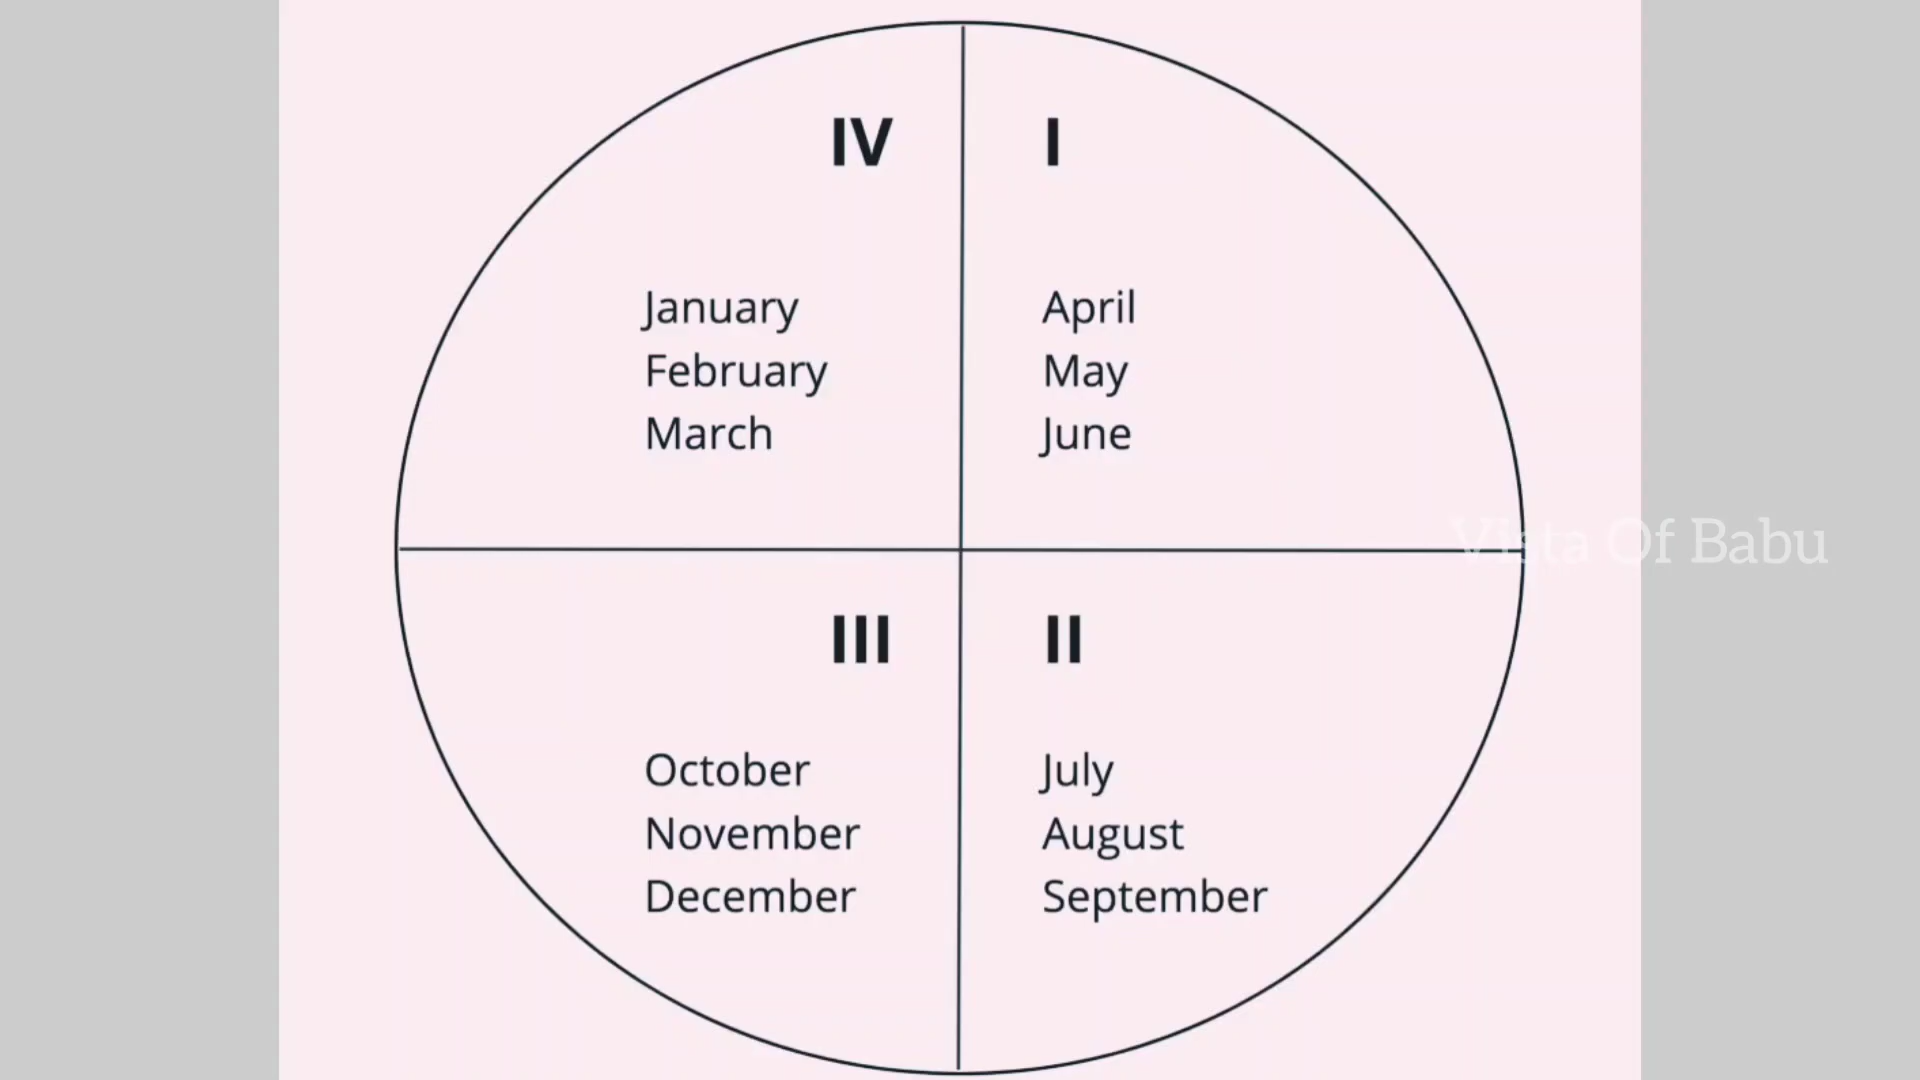 IV
January
February
March
I
April
May
June
III
October
November
December
II
July
August
September
Vista Of Babu